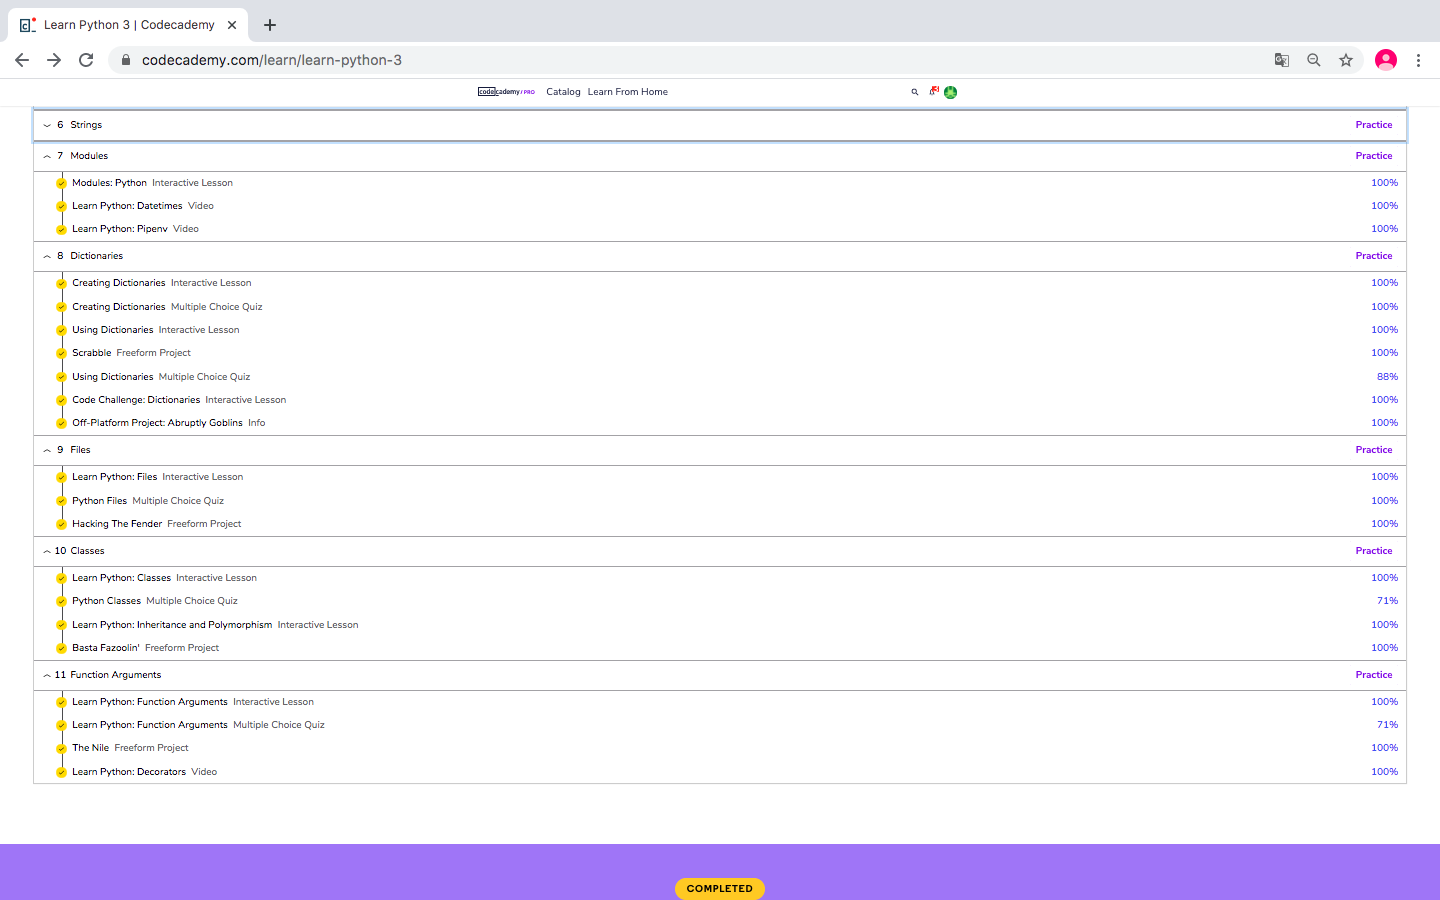 Learn Python 3 | Codecademy
codecademy.com/learn/learn-python-3
codecademy/PRO Catalog Learn From Home
6 Strings Practice
7 Modules Practice
Modules: Python Interactive Lesson 100%
Learn Python: Datetimes Video 100%
Learn Python: Pipenv Video 100%
8 Dictionaries Practice
Creating Dictionaries Interactive Lesson 100%
Creating Dictionaries Multiple Choice Quiz 100%
Using Dictionaries Interactive Lesson 100%
Scrabble Freeform Project 100%
Using Dictionaries Multiple Choice Quiz 88%
Code Challenge: Dictionaries Interactive Lesson 100%
Off-Platform Project: Abruptly Goblins Info 100%
9 Files Practice
Learn Python: Files Interactive Lesson 100%
Python Files Multiple Choice Quiz 100%
Hacking The Fender Freeform Project 100%
10 Classes Practice
Learn Python: Classes Interactive Lesson 100%
Python Classes Multiple Choice Quiz 71%
Learn Python: Inheritance and Polymorphism Interactive Lesson 100%
Basta Fazoolin' Freeform Project 100%
11 Function Arguments Practice
Learn Python: Function Arguments Interactive Lesson 100%
Learn Python: Function Arguments Multiple Choice Quiz 71%
The Nile Freeform Project 100%
Learn Python: Decorators Video 100%
COMPLETED